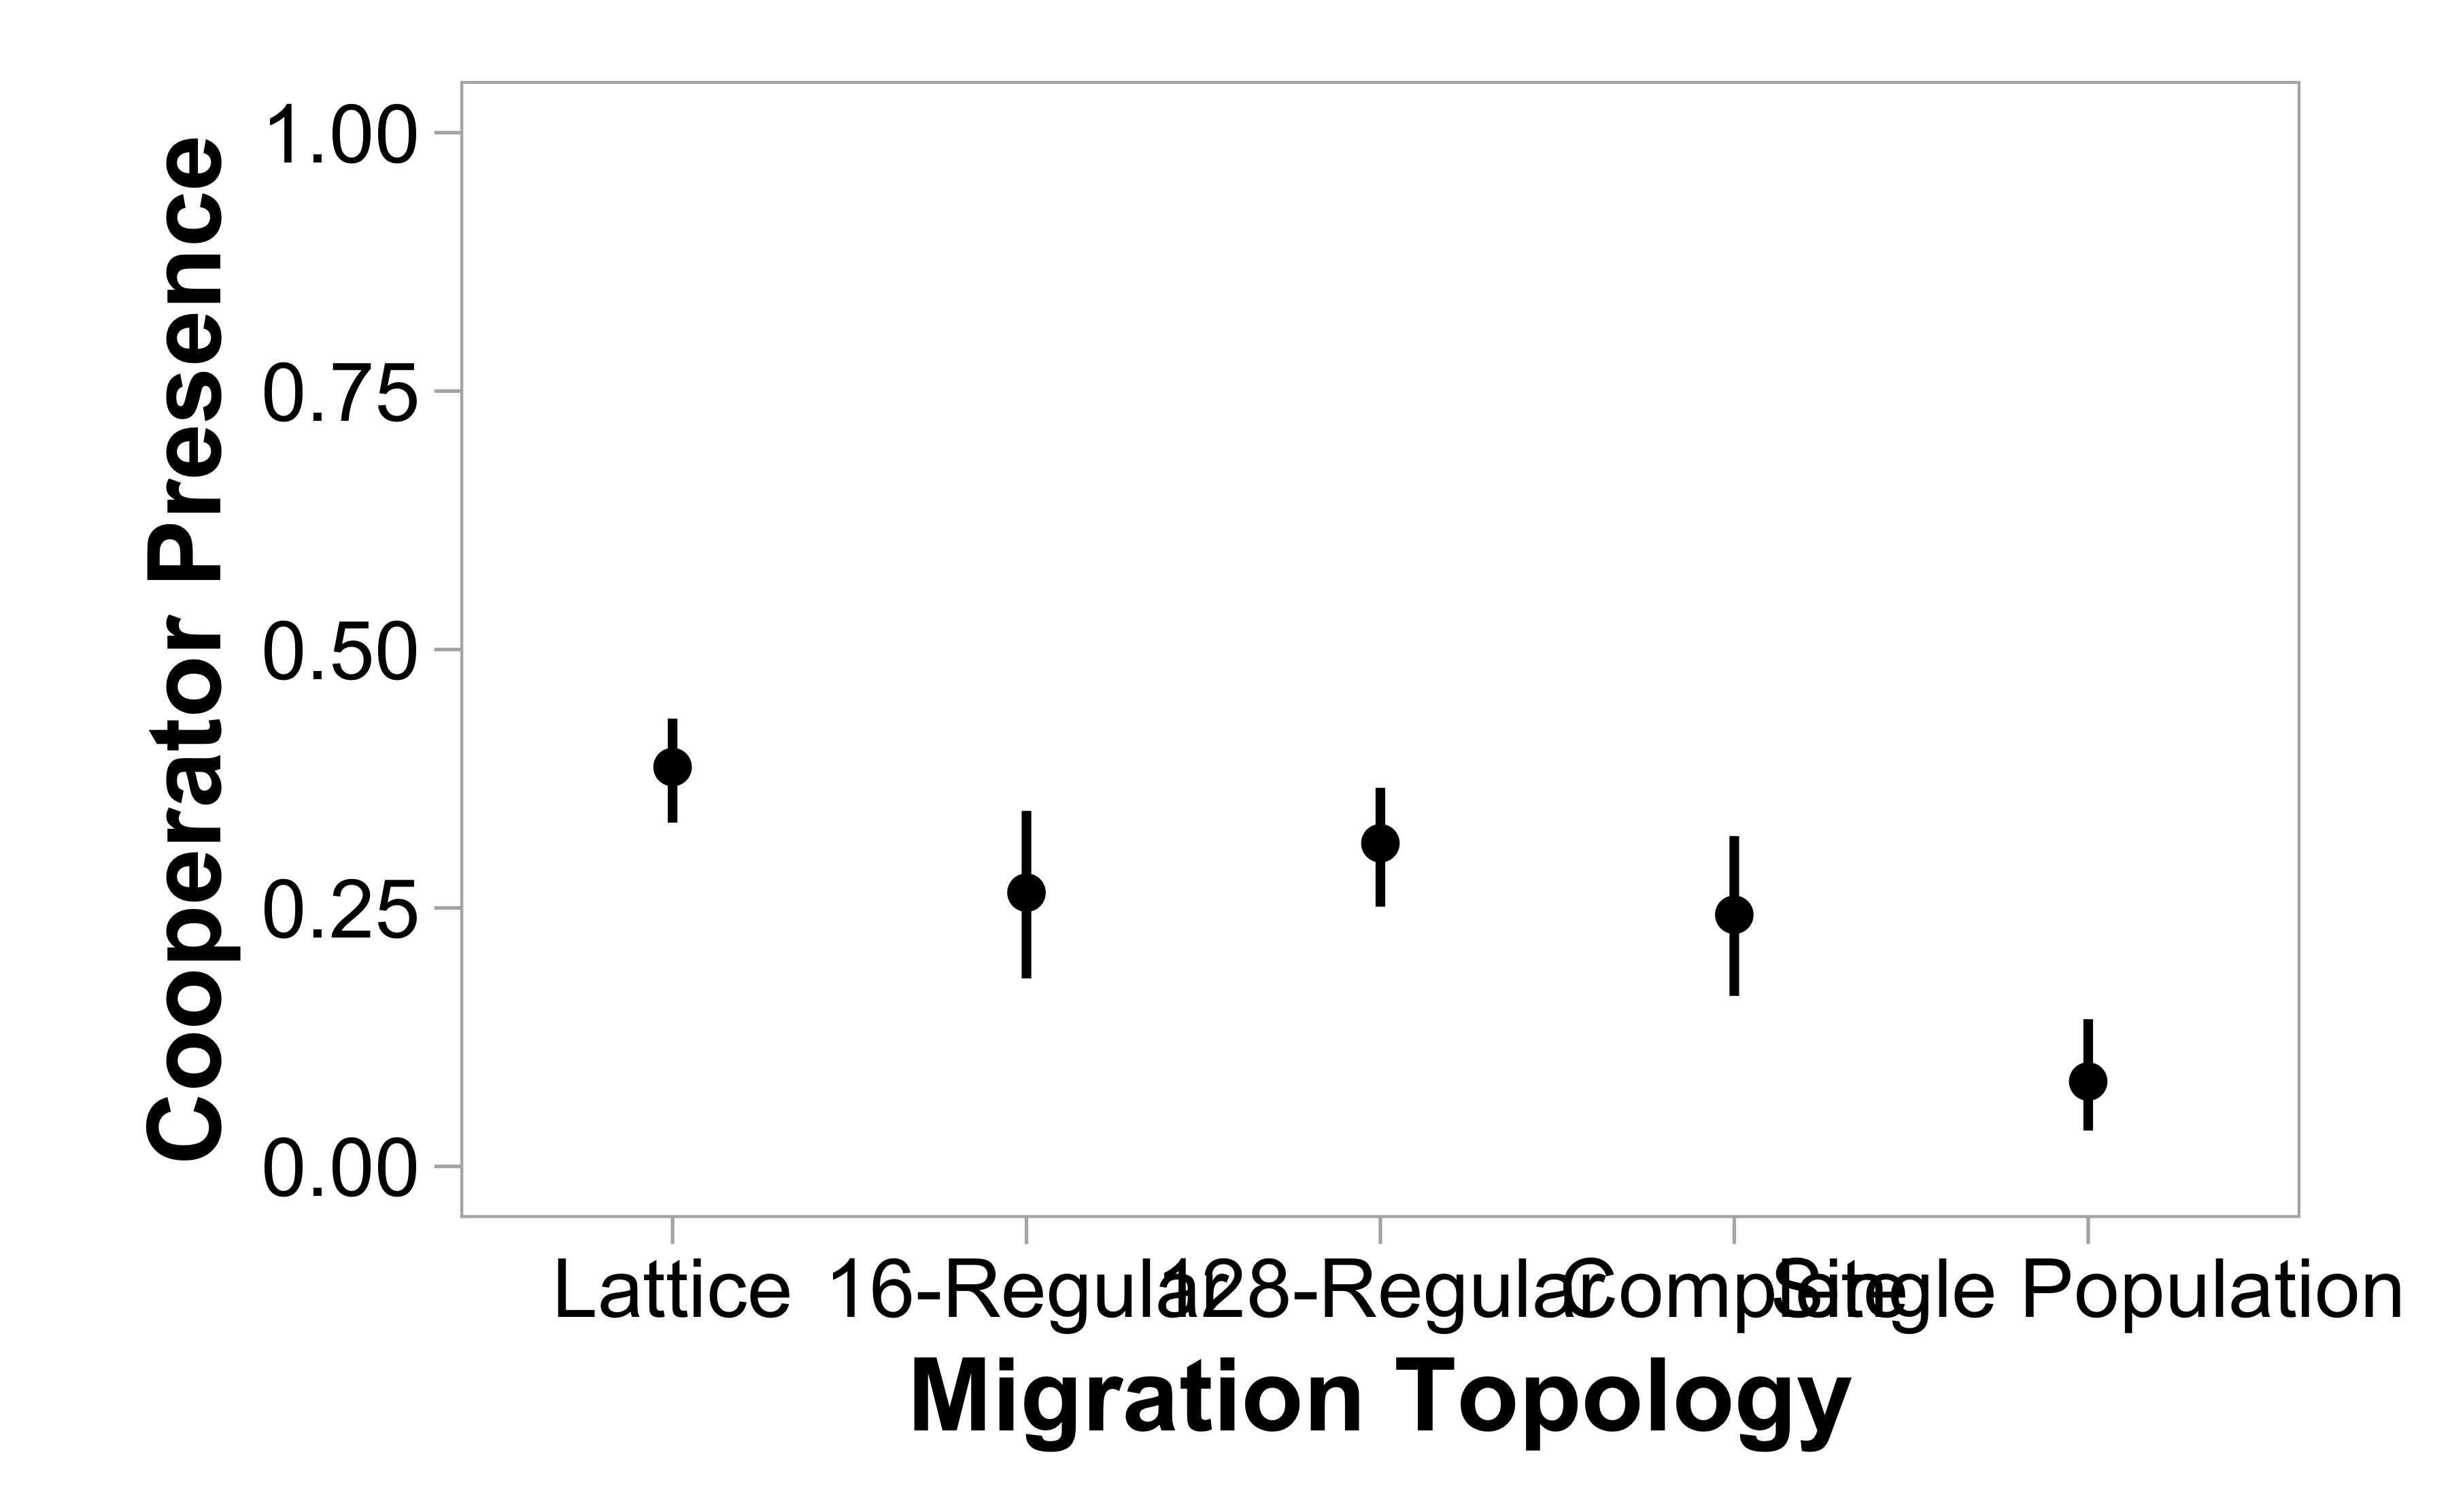 Cooperator Presence
1.00
0.75
0.50
0.25
0.00
Lattice
16-Regular
128-Regular
Complete
Single Population
Migration Topology